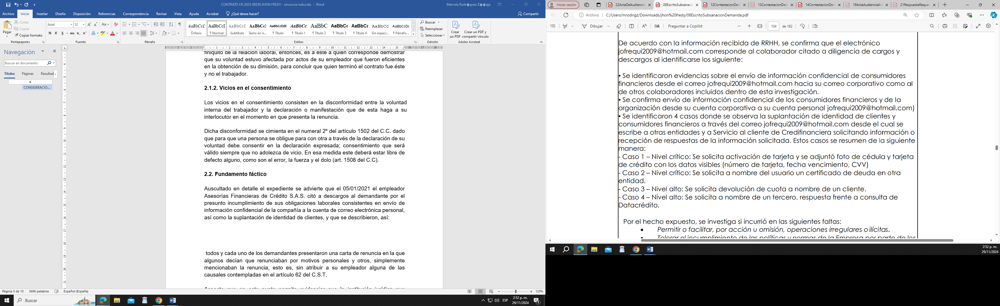 CONTRATO HS 2023-00350 JHON FREDY - renuncia inducida - Word
Marcela Rodr�guez Z��iga
Archivo Inicio Insertar Diseño Disposición Referencias Correspondencia Revisar Vista Ayuda Acrobat ¿Qué desea hacer? Compartir
Pegar
Cortar
Copiar
Copiar formato
Portapapeles
Arial 12
Fuente
Párrafo
Énfasis ¶ Normal Subtítulo Texto en n... ¶ Título ¶ Título 1 ¶ Título 2 ¶ Título 3 ¶ Título 4 Sin espaci... ¶ Párrafo...
Estilos
Buscar
Reemplazar
Seleccionar
Edición
Crear un PDF
Crear un PDF y compartir vínculo
Adobe Acrobat
Navegación
Buscar en documento
Títulos Páginas Resultad
CONSIDERACIO...
finiquito de la relación laboral, entonces, es a este a quien corresponde demostrar
que su voluntad estuvo afectada por actos de su empleador que fueron eficientes
en la obtención de su dimisión, para concluir que quien terminó el contrato fue éste
y no el trabajador.
2.1.2. Vicios en el consentimiento
Los vicios en el consentimiento consisten en la disconformidad entre la voluntad
interna del trabajador y la declaración o manifestación que de esta haga a su
interlocutor en el momento en que presenta la renuncia.
Dicha disconformidad se cimienta en el numeral 2º del artículo 1502 del C.C. dado
que para que una persona se obligue para con otra a través de la declaración de su
voluntad debe consentir en la declaración expresada; consentimiento que será
válido siempre que no adolezca de vicio. En esa medida este deberá estar libre de
defecto alguno, como son el error, la fuerza y el dolo (art. 1508 del C.C).
2.2. Fundamento fáctico
Auscultado en detalle el expediente se advierte que el 05/01/2021 el empleador
Asesorías Financieras de Crédito S.A.S. citó a descargos al demandante por el
presunto incumplimiento de sus obligaciones laborales consistentes en envío de
información confidencial de la compañía a la cuenta de correo electrónica personal,
así como la suplantación de identidad de clientes, y que se describieron, así:
todos y cada uno de los demandantes presentaron una carta de renuncia en la que
algunos decían que renunciaban por motivos personales y otros, simplemente
mencionaban la renuncia, esto es, sin atribuir a su empleador alguna de las
causales contempladas en el artículo 62 del C.S.T.
Página 5 de 10 3696 palabras Español (España) 120%
Buscar
ESP
2:52 p. m.
29/11/2024
Iniciar sesión
22ActaDeAudiencia 08EscritoSubsanacio 12ContestacionDem 13ContestacionDem 14ContestacionDem 19ActaAudienciaArt 21RespuestaReque
Archivo C:/Users/mrodrigz/Downloads/jhon%20fredy/08EscritoSubsanacionDemanda.pdf
Dibujar Preguntar a Copilot 104 de 182
De acuerdo con la información recibida de RRHH, se confirma que el electrónico
jofrequi2009@hotmail.com corresponde al colaborador citado a diligencia de cargos y
descargos al identificarse los siguiente:
▪ Se identificaron evidencias sobre el envío de información confidencial de consumidores
financieros desde el correo jofrequi2009@hotmail.com hacia su correo corporativo como al
de otros colaboradores incluidos dentro de esta investigación.
▪ Se confirma envío de información confidencial de los consumidores financieros y de la
organización desde su cuenta corporativa a su cuenta personal jofrequi2009@hotmail.com)
▪ Se identificaron 4 casos donde se observa la suplantación de identidad de clientes y
consumidores financieros a través del correo jofrequi2009@hotmail.com desde el cual se
escribe a otras entidades y a Servicio al cliente de Credifinanciera solicitando información o
recepción de respuestas de la información solicitada. Estos casos se resumen de la siguiente
manera:
- Caso 1 – Nivel crítico: Se solicita activación de tarjeta y se adjuntó foto de cédula y tarjeta
de crédito con los datos visibles (número de tarjeta, fecha vencimiento, CVV)
- Caso 2 – Nivel crítico: Se solicita a nombre del usuario un certificado de deuda en otra
entidad.
- Caso 3 – Nivel alto: Se solicita devolución de cuota a nombre de un cliente.
- Caso 4 – Nivel alto: Se solicita a nombre de un tercero, respuesta frente a consulta de
Datacrédito.
Por el hecho expuesto, se investiga si incurrió en las siguientes faltas:
• Permitir o facilitar, por acción u omisión, operaciones irregulares o ilícitas.
• Tolerar el incumplimiento de las políticas y normas de la Empresa por parte de los
2:52 p. m.
29/11/2024